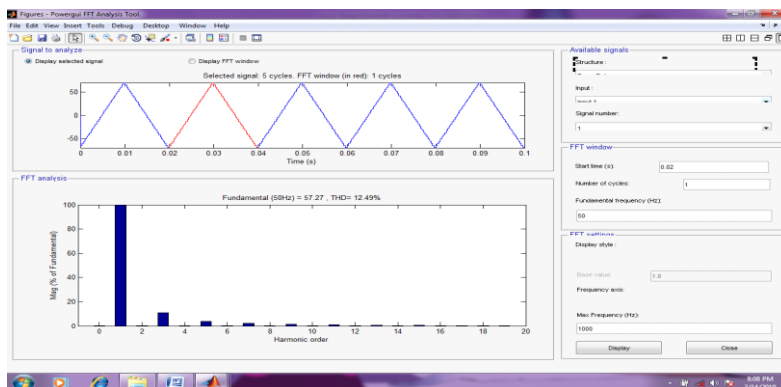 Figures - Powergui FFT Analysis Tool.
File Edit View Insert Tools Debug Desktop Window Help
Signal to analyze
Display selected signal
Display FFT window
Selected signal: 5 cycles. FFT window (in red): 1 cycles
50
0
-50
0 0.01 0.02 0.03 0.04 0.05 0.06 0.07 0.08 0.09 0.1
Time (s)
FFT analysis
Fundamental (50Hz) = 57.27 , THD= 12.49%
100
80
60
40
20
0
Mag (% of Fundamental)
0 2 4 6 8 10 12 14 16 18 20
Harmonic order
Available signals
Structure :
Input :
input 1
Signal number:
1
FFT window
Start time (s):
0.02
Number of cycles:
1
Fundamental frequency (Hz):
50
FFT settings
Display style :
Base value:
1.0
Frequency axis:
Max Frequency (Hz):
1000
Display
Close
8:08 PM